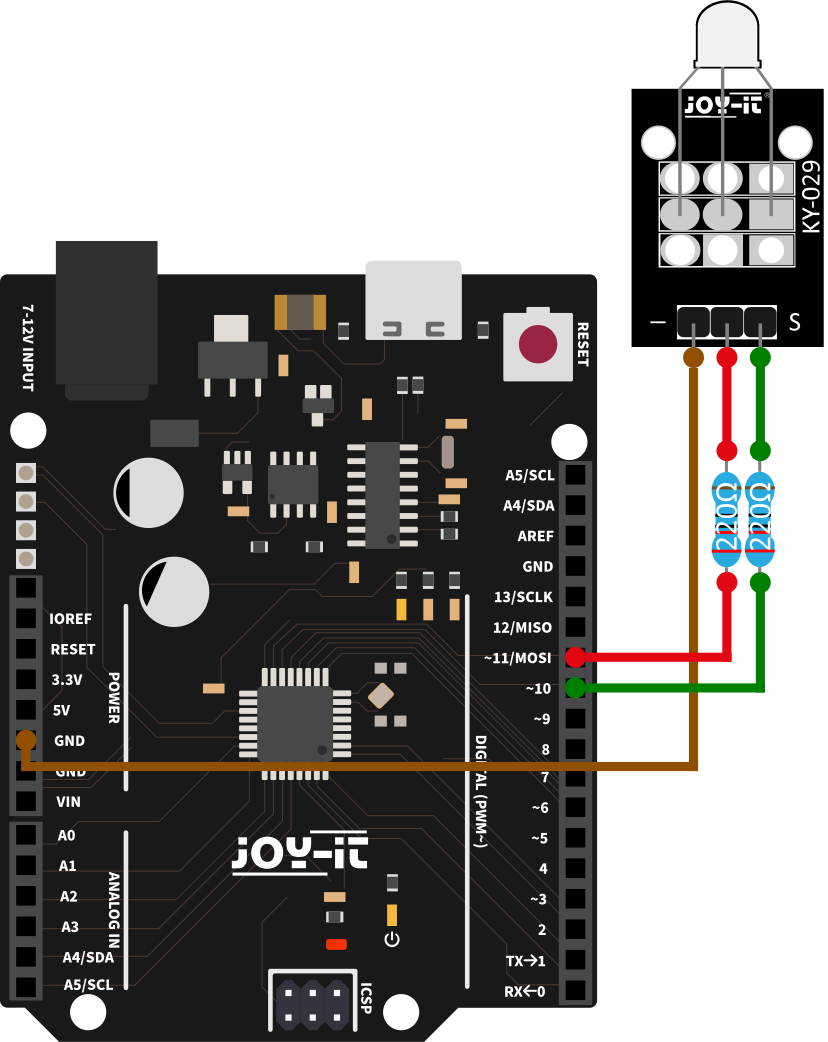 JOY-iT®
KY-029
– S
7-12V INPUT
RESET
220Ω
220Ω
A5/SCL
A4/SDA
AREF
GND
13/SCLK
12/MISO
~11/MOSI
~10
~9
8
7
~6
~5
4
~3
2
TX→1
RX←0
DIGITAL (PWM~)
IOREF
RESET
3.3V
5V
GND
GND
VIN
POWER
A0
A1
A2
A3
A4/SDA
A5/SCL
ANALOG IN
JOY-iT
ICSP